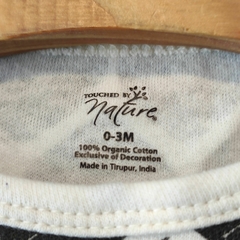 TOUCHED BY
Nature
0-3M
100% Organic Cotton
Exclusive of Decoration
Made in Tirupur, India